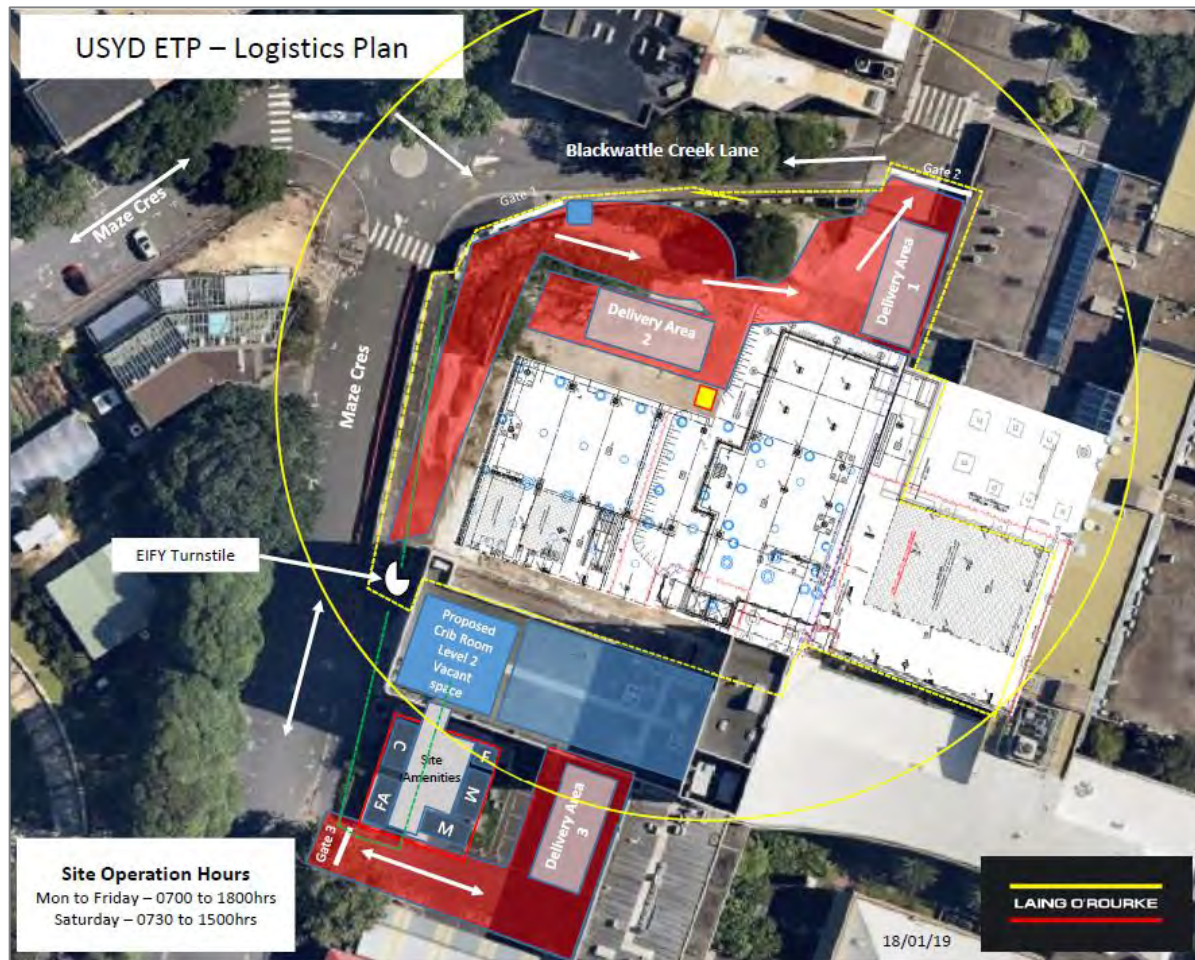 USYD ETP – Logistics Plan
Blackwattle Creek Lane
Maze Cres
Gate 1
Gate 2
Delivery Area
1
Delivery Area
2
Maze Cres
EIFY Turnstile
Proposed
Crib Room
Level 2
Vacant
space
C
Site
Amenities
F
FA
M
M
Delivery Area
3
Gate 3
Site Operation Hours
Mon to Friday – 0700 to 1800hrs
Saturday – 0730 to 1500hrs
18/01/19
LAING O'ROURKE